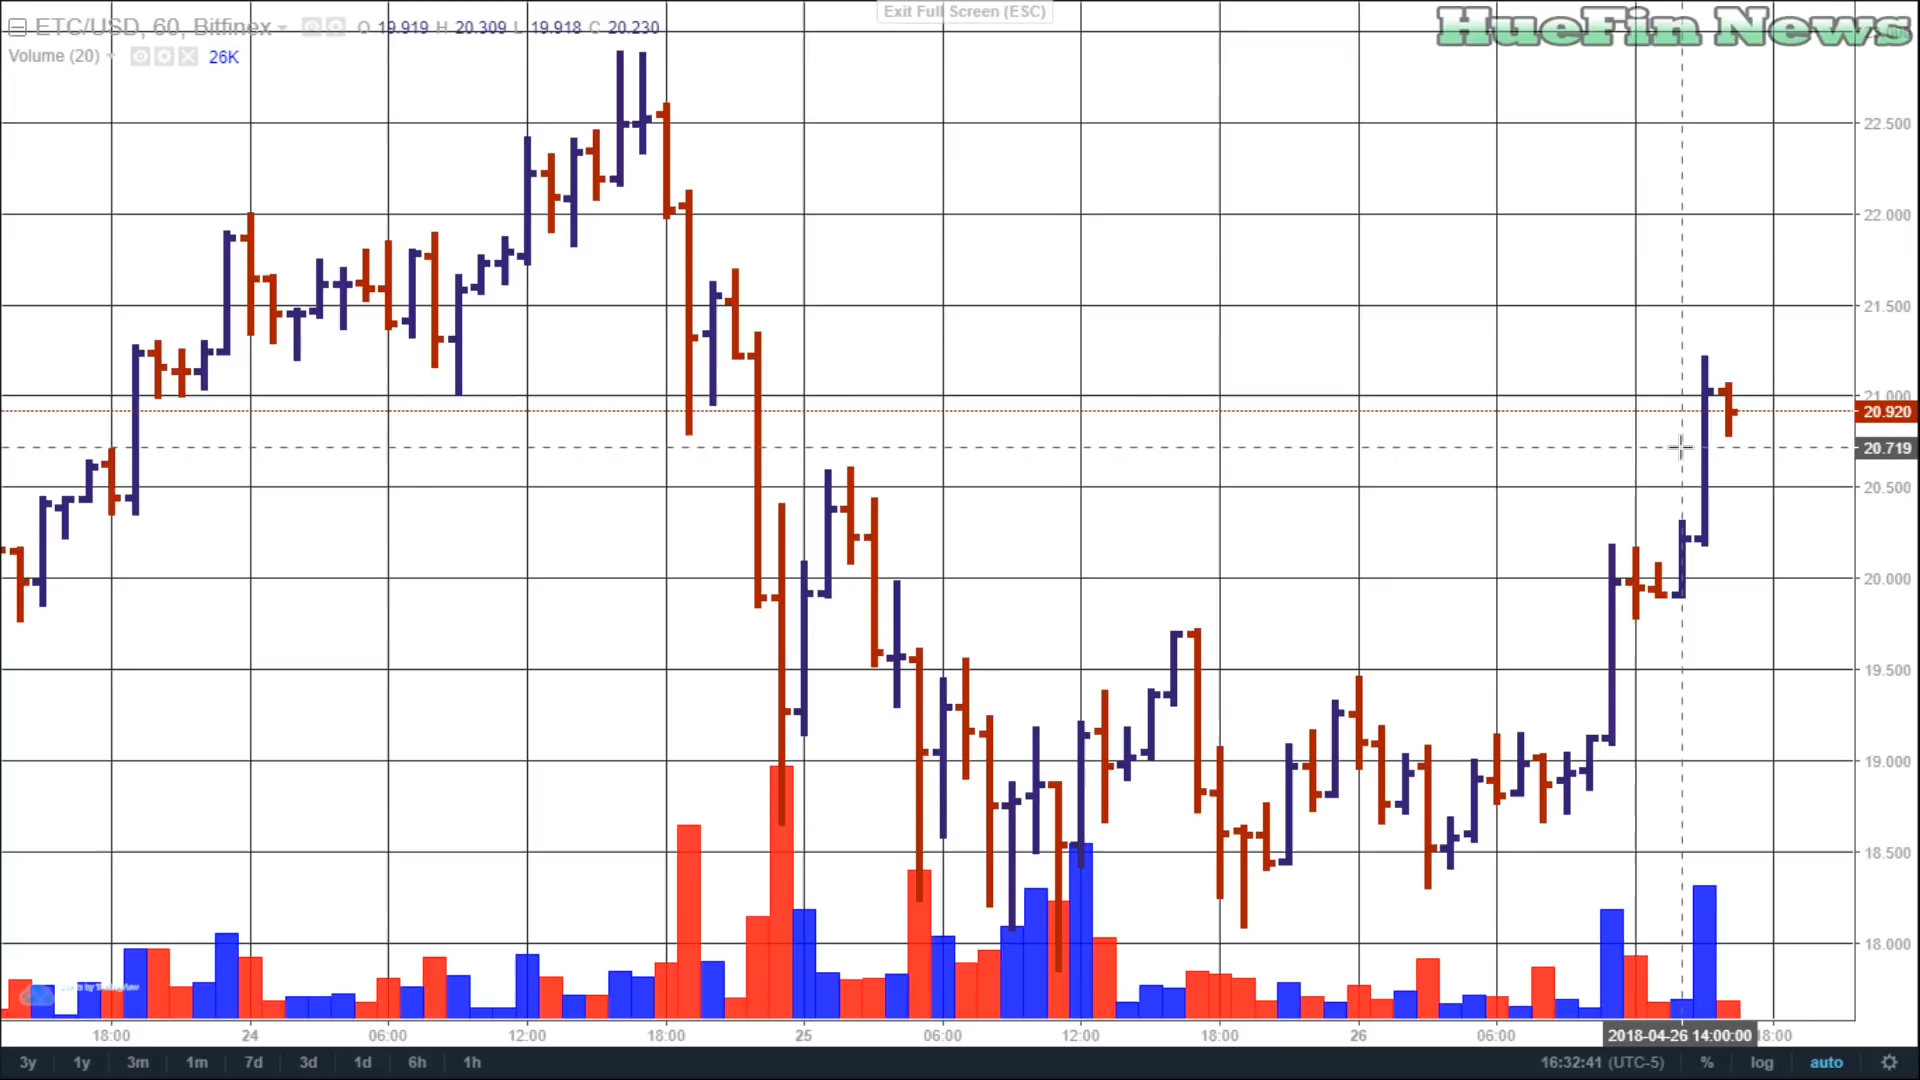 Exit Full Screen (ESC)
HueFin News
ETC/USD, 60, Bitfinex O 19.919 H 20.309 L 19.918 C 20.230
Volume (20) 26K
22.500
22.000
21.500
21.000
20.920
20.719
20.500
20.000
19.500
19.000
18.500
18.000
18:00 24 06:00 12:00 18:00 25 06:00 12:00 18:00 26 06:00 2018-04-26 14:00:00 18:00
3y 1y 3m 1m 7d 3d 1d 6h 1h 16:32:41 (UTC-5) % log auto